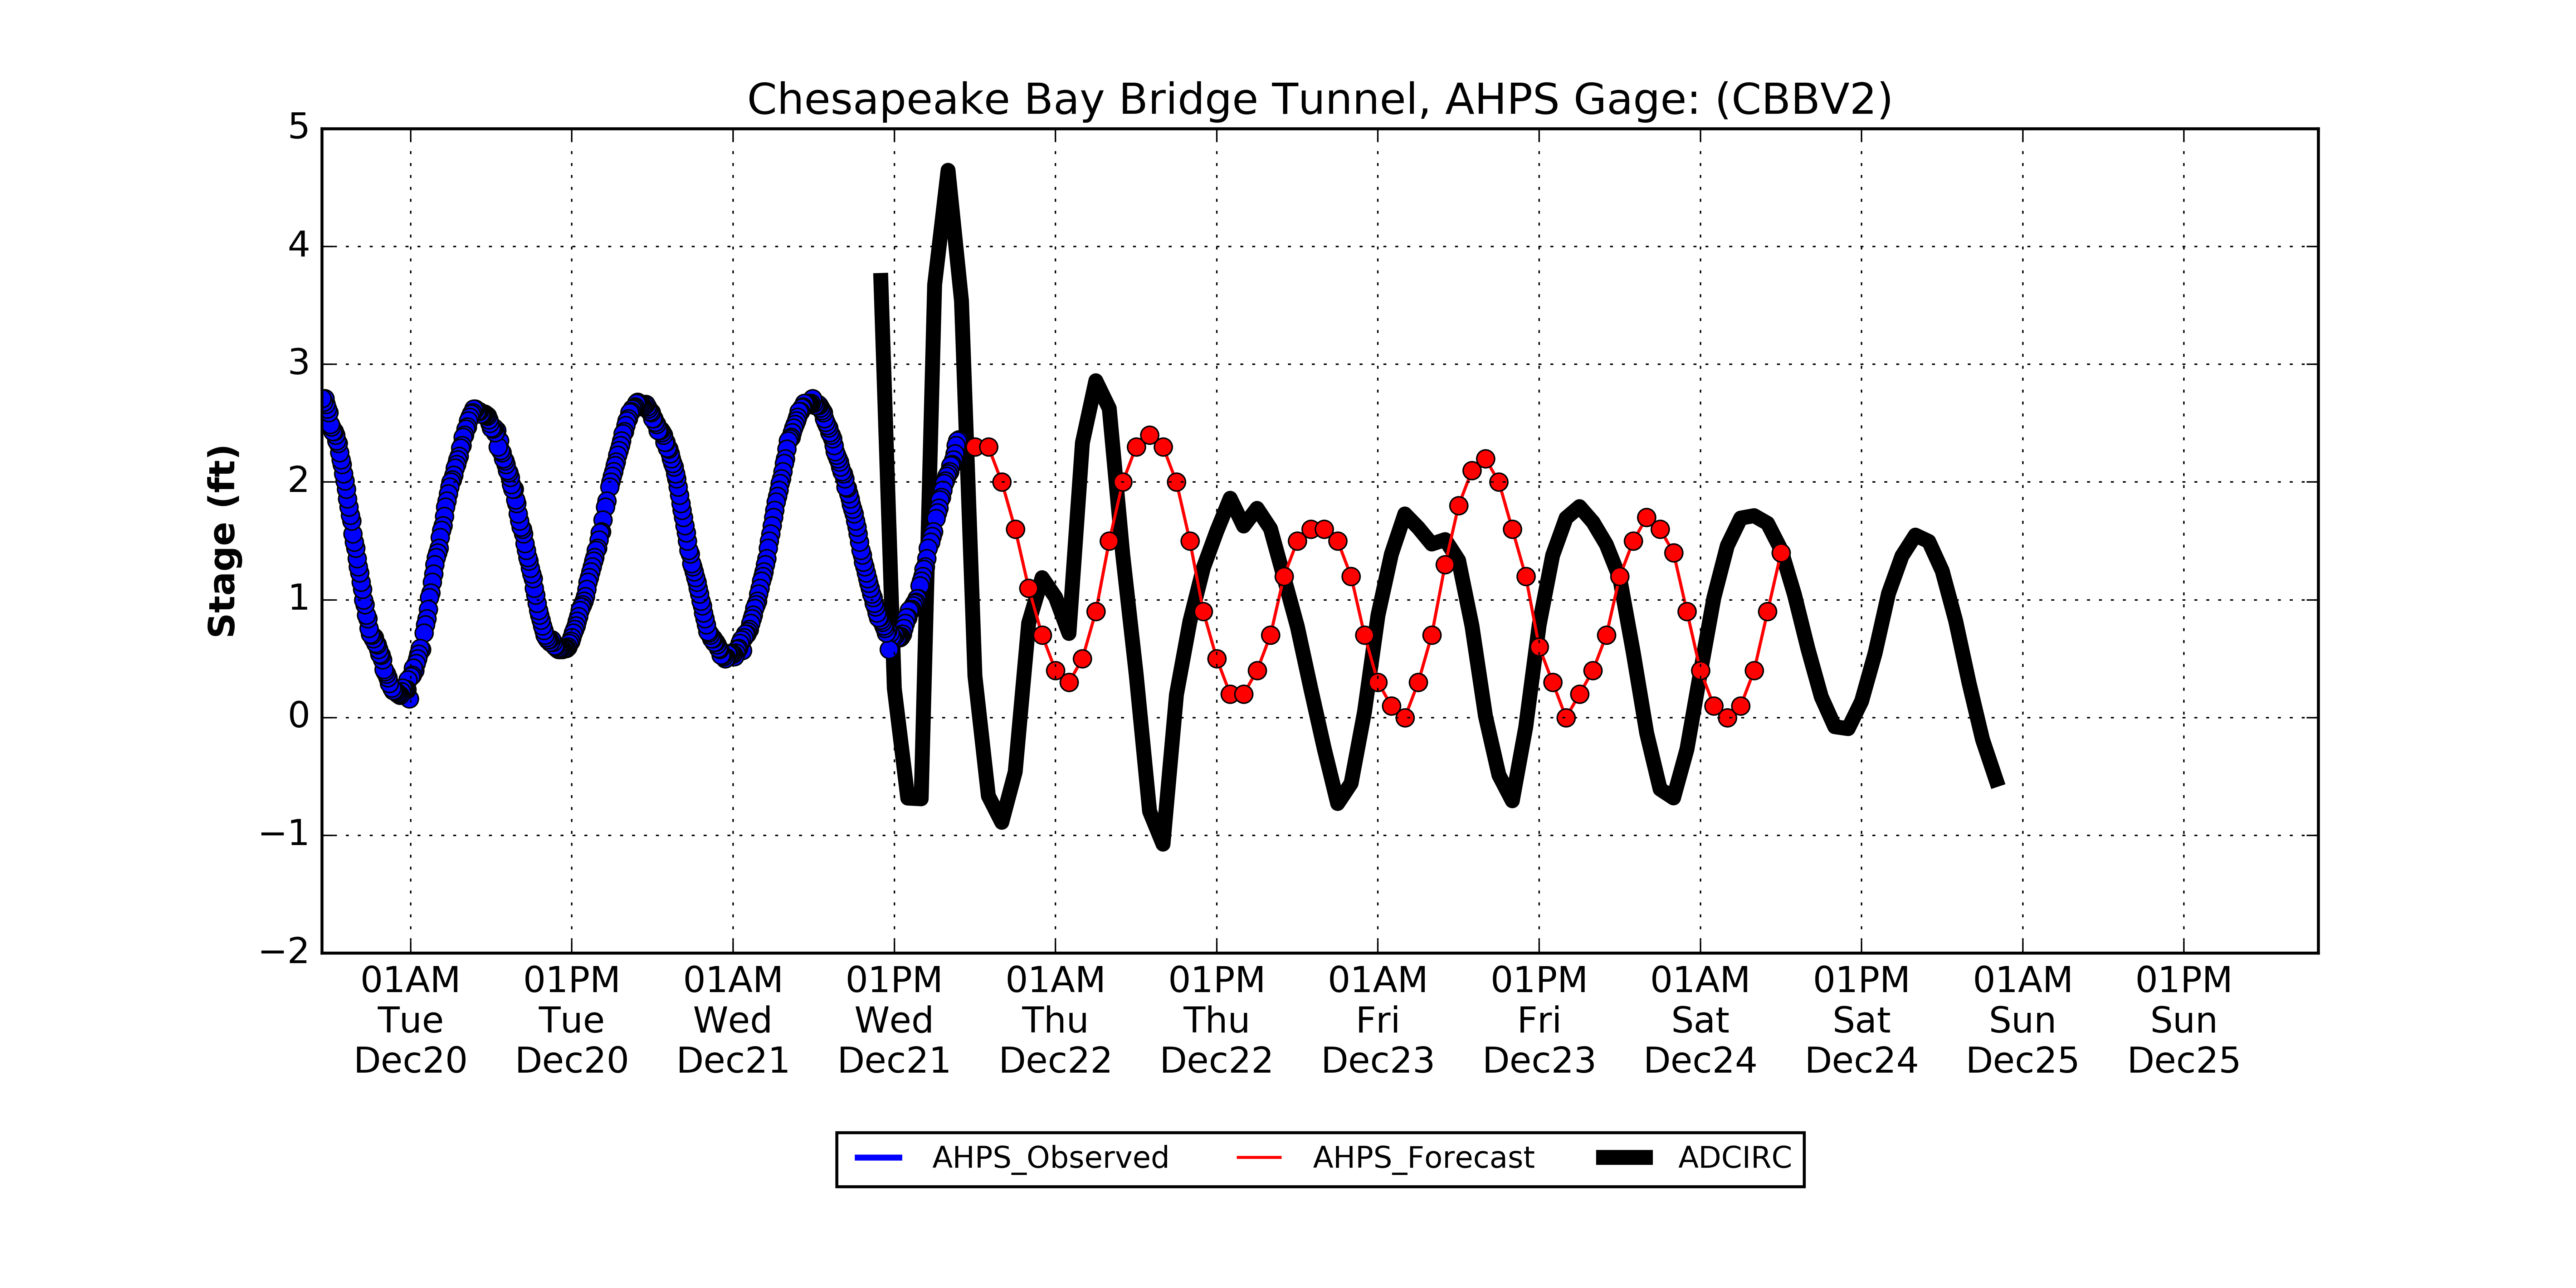 Chesapeake Bay Bridge Tunnel, AHPS Gage: (CBBV2)
5
4
3
2
1
0
−1
−2
Stage (ft)
01AM 01PM 01AM 01PM 01AM 01PM 01AM 01PM 01AM 01PM 01AM 01PM
Tue Tue Wed Wed Thu Thu Fri Fri Sat Sat Sun Sun
Dec20 Dec20 Dec21 Dec21 Dec22 Dec22 Dec23 Dec23 Dec24 Dec24 Dec25 Dec25
AHPS_Observed AHPS_Forecast ADCIRC